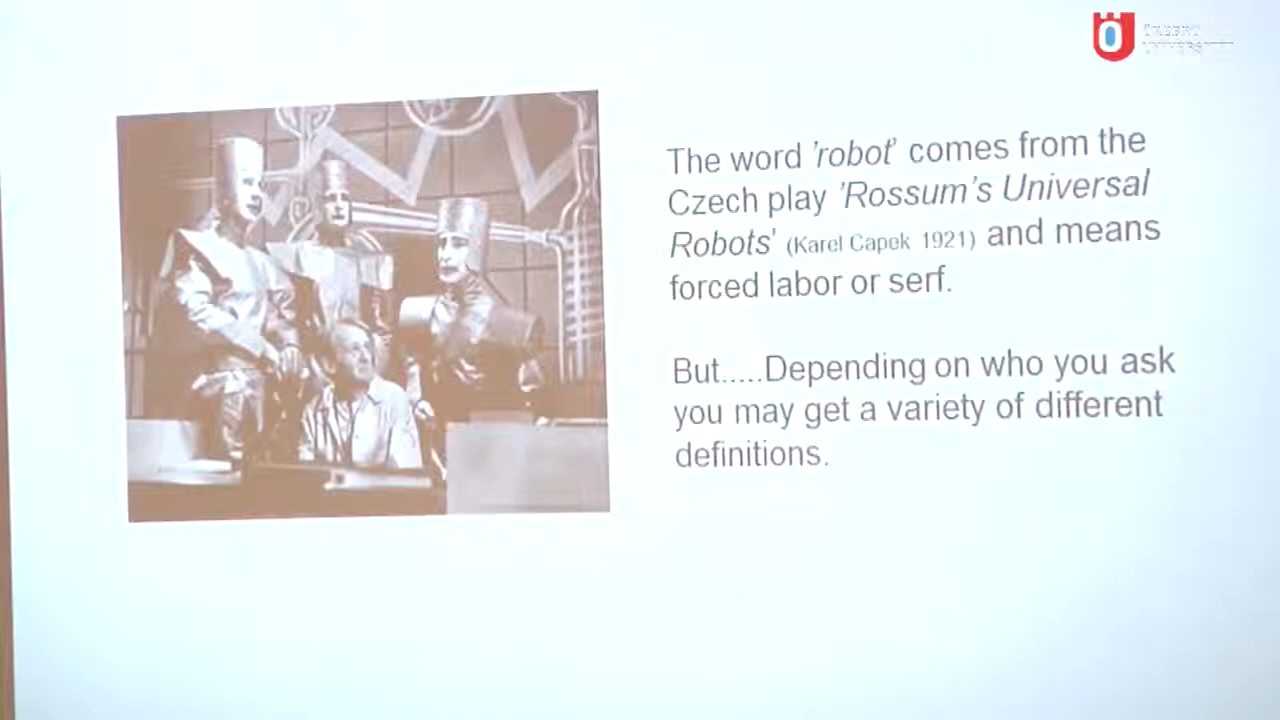 The word 'robot' comes from the
Czech play 'Rossum's Universal
Robots' (Karel Capek 1921) and means
forced labor or serf.
But.....Depending on who you ask
you may get a variety of different
definitions.